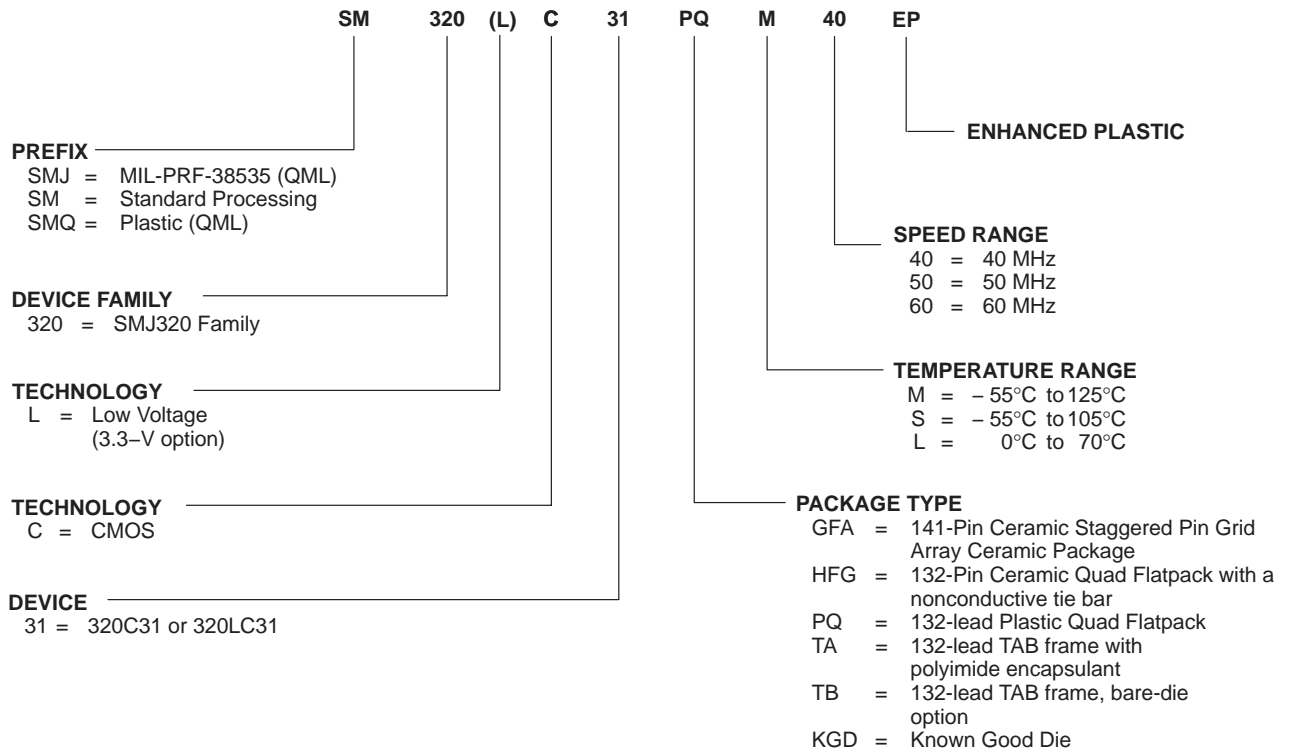 SM 320 (L) C 31 PQ M 40 EP
ENHANCED PLASTIC
PREFIX
SMJ = MIL-PRF-38535 (QML)
SM = Standard Processing
SMQ = Plastic (QML)
SPEED RANGE
40 = 40 MHz
50 = 50 MHz
60 = 60 MHz
DEVICE FAMILY
320 = SMJ320 Family
TEMPERATURE RANGE
M = – 55°C to 125°C
S = – 55°C to 105°C
L = 0°C to 70°C
TECHNOLOGY
L = Low Voltage
(3.3–V option)
TECHNOLOGY
C = CMOS
PACKAGE TYPE
GFA = 141-Pin Ceramic Staggered Pin Grid
Array Ceramic Package
HFG = 132-Pin Ceramic Quad Flatpack with a
nonconductive tie bar
PQ = 132-lead Plastic Quad Flatpack
TA = 132-lead TAB frame with
polyimide encapsulant
TB = 132-lead TAB frame, bare-die
option
KGD = Known Good Die
DEVICE
31 = 320C31 or 320LC31